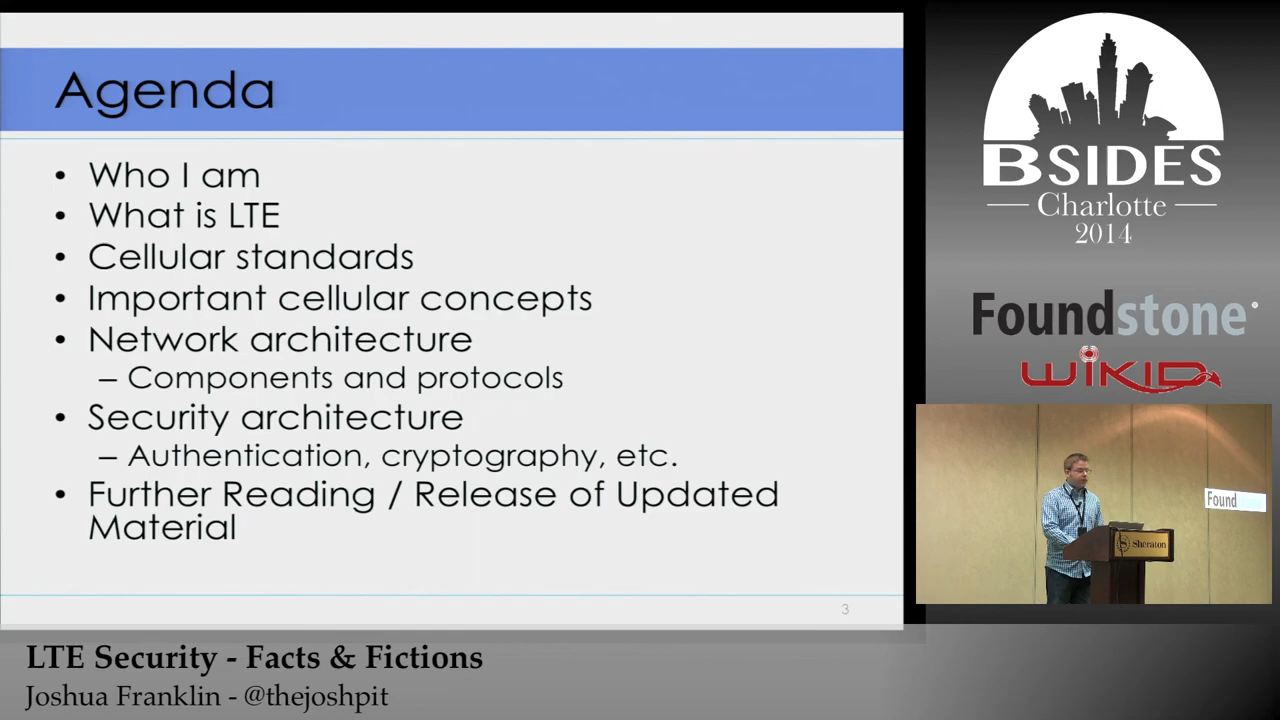 Agenda
• Who I am
• What is LTE
• Cellular standards
• Important cellular concepts
• Network architecture
– Components and protocols
• Security architecture
– Authentication, cryptography, etc.
• Further Reading / Release of Updated
Material
3
BSIDES
Charlotte
2014
Foundstone
WiKID
Found
Sheraton
LTE Security - Facts & Fictions
Joshua Franklin - @thejoshpit